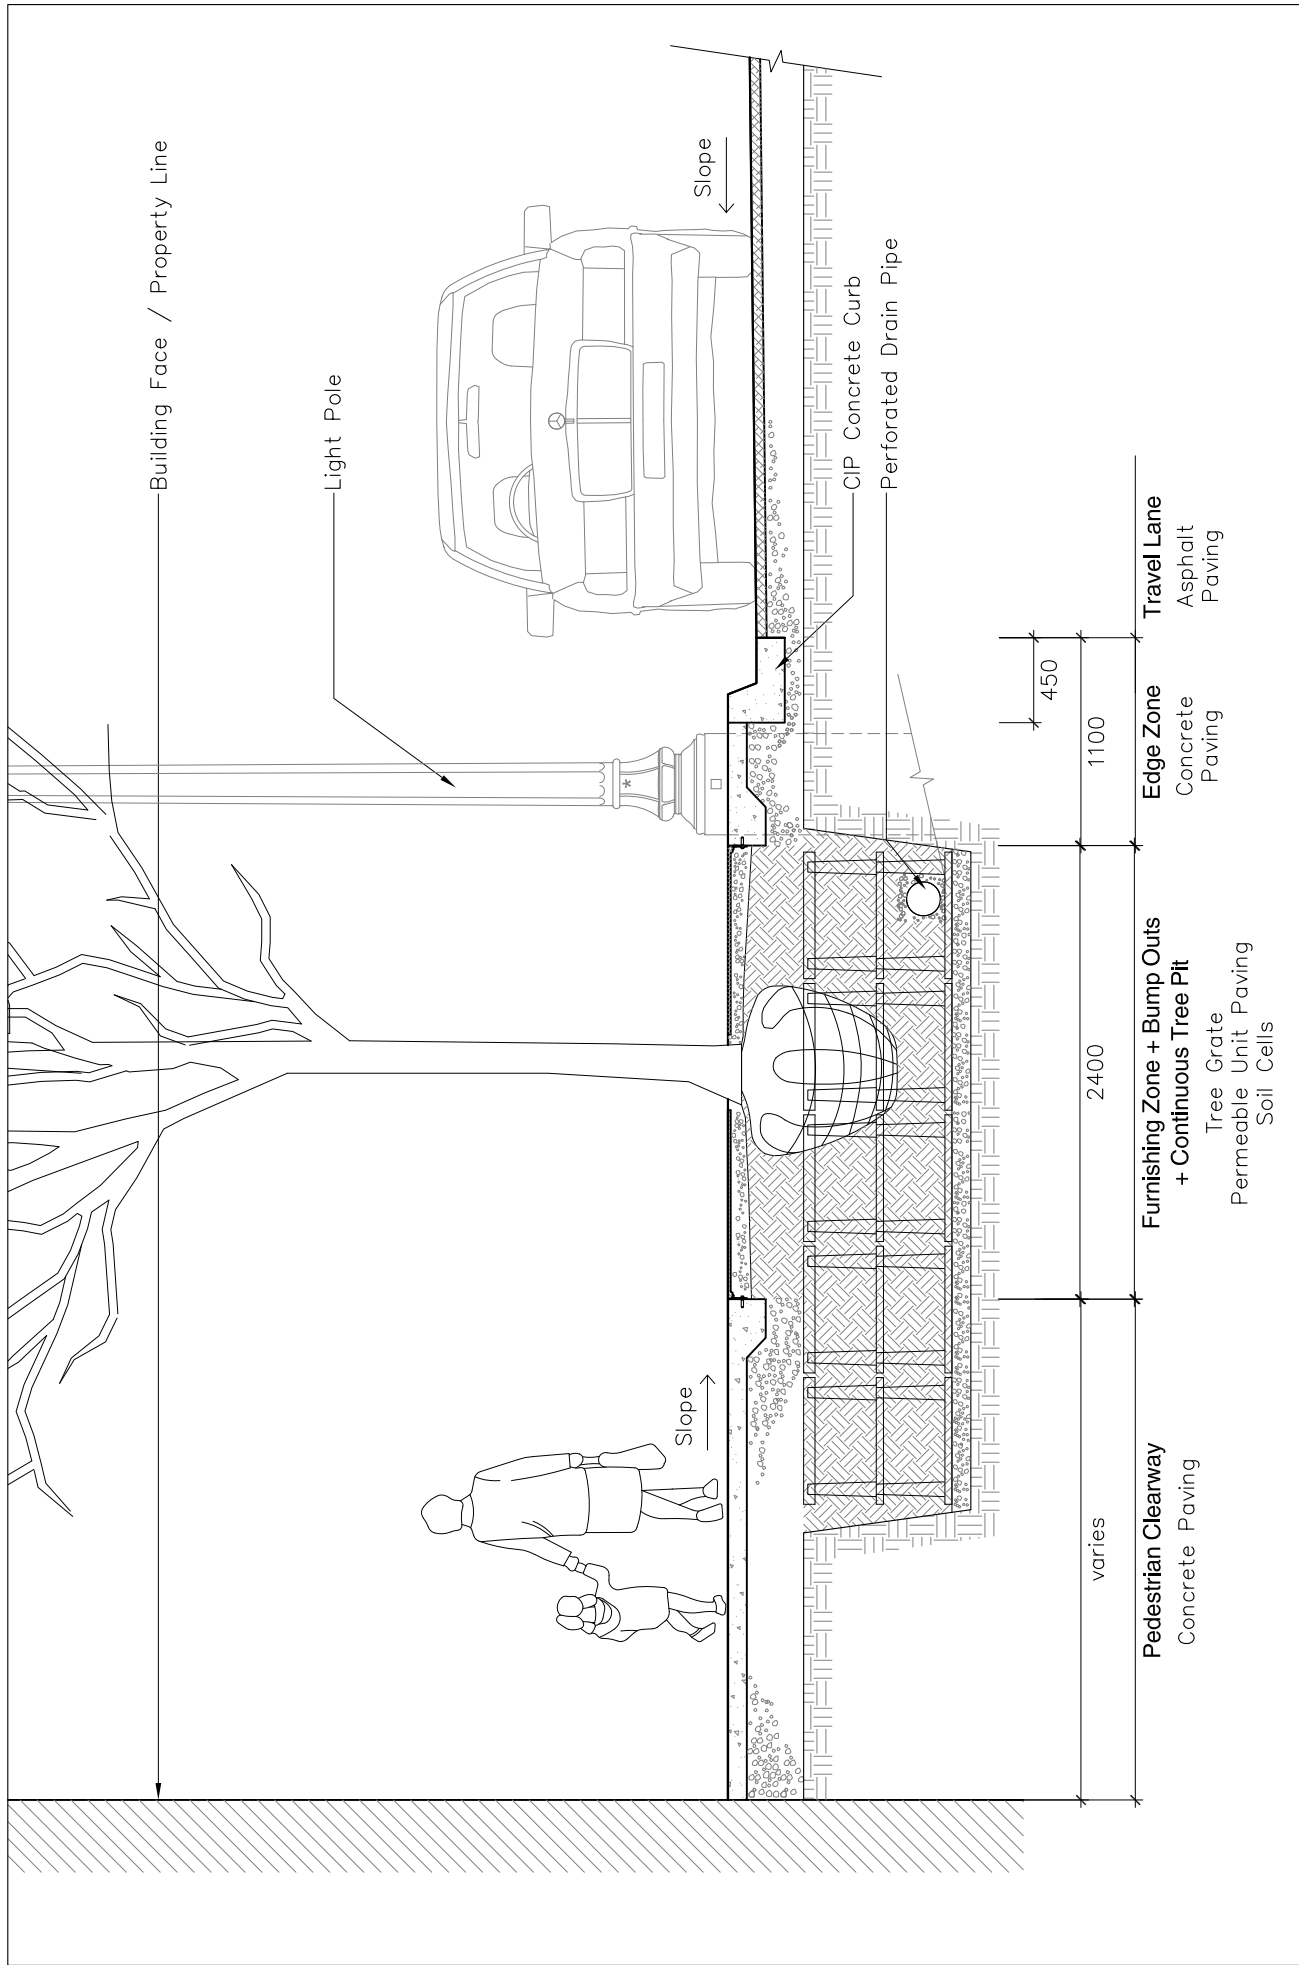 Building Face / Property Line
Light Pole
Slope
Slope
CIP Concrete Curb
Perforated Drain Pipe
450
varies
2400
1100
Pedestrian Clearway
Concrete Paving
Furnishing Zone + Bump Outs
+ Continuous Tree Pit
Tree Grate
Permeable Unit Paving
Soil Cells
Edge Zone
Concrete
Paving
Travel Lane
Asphalt
Paving